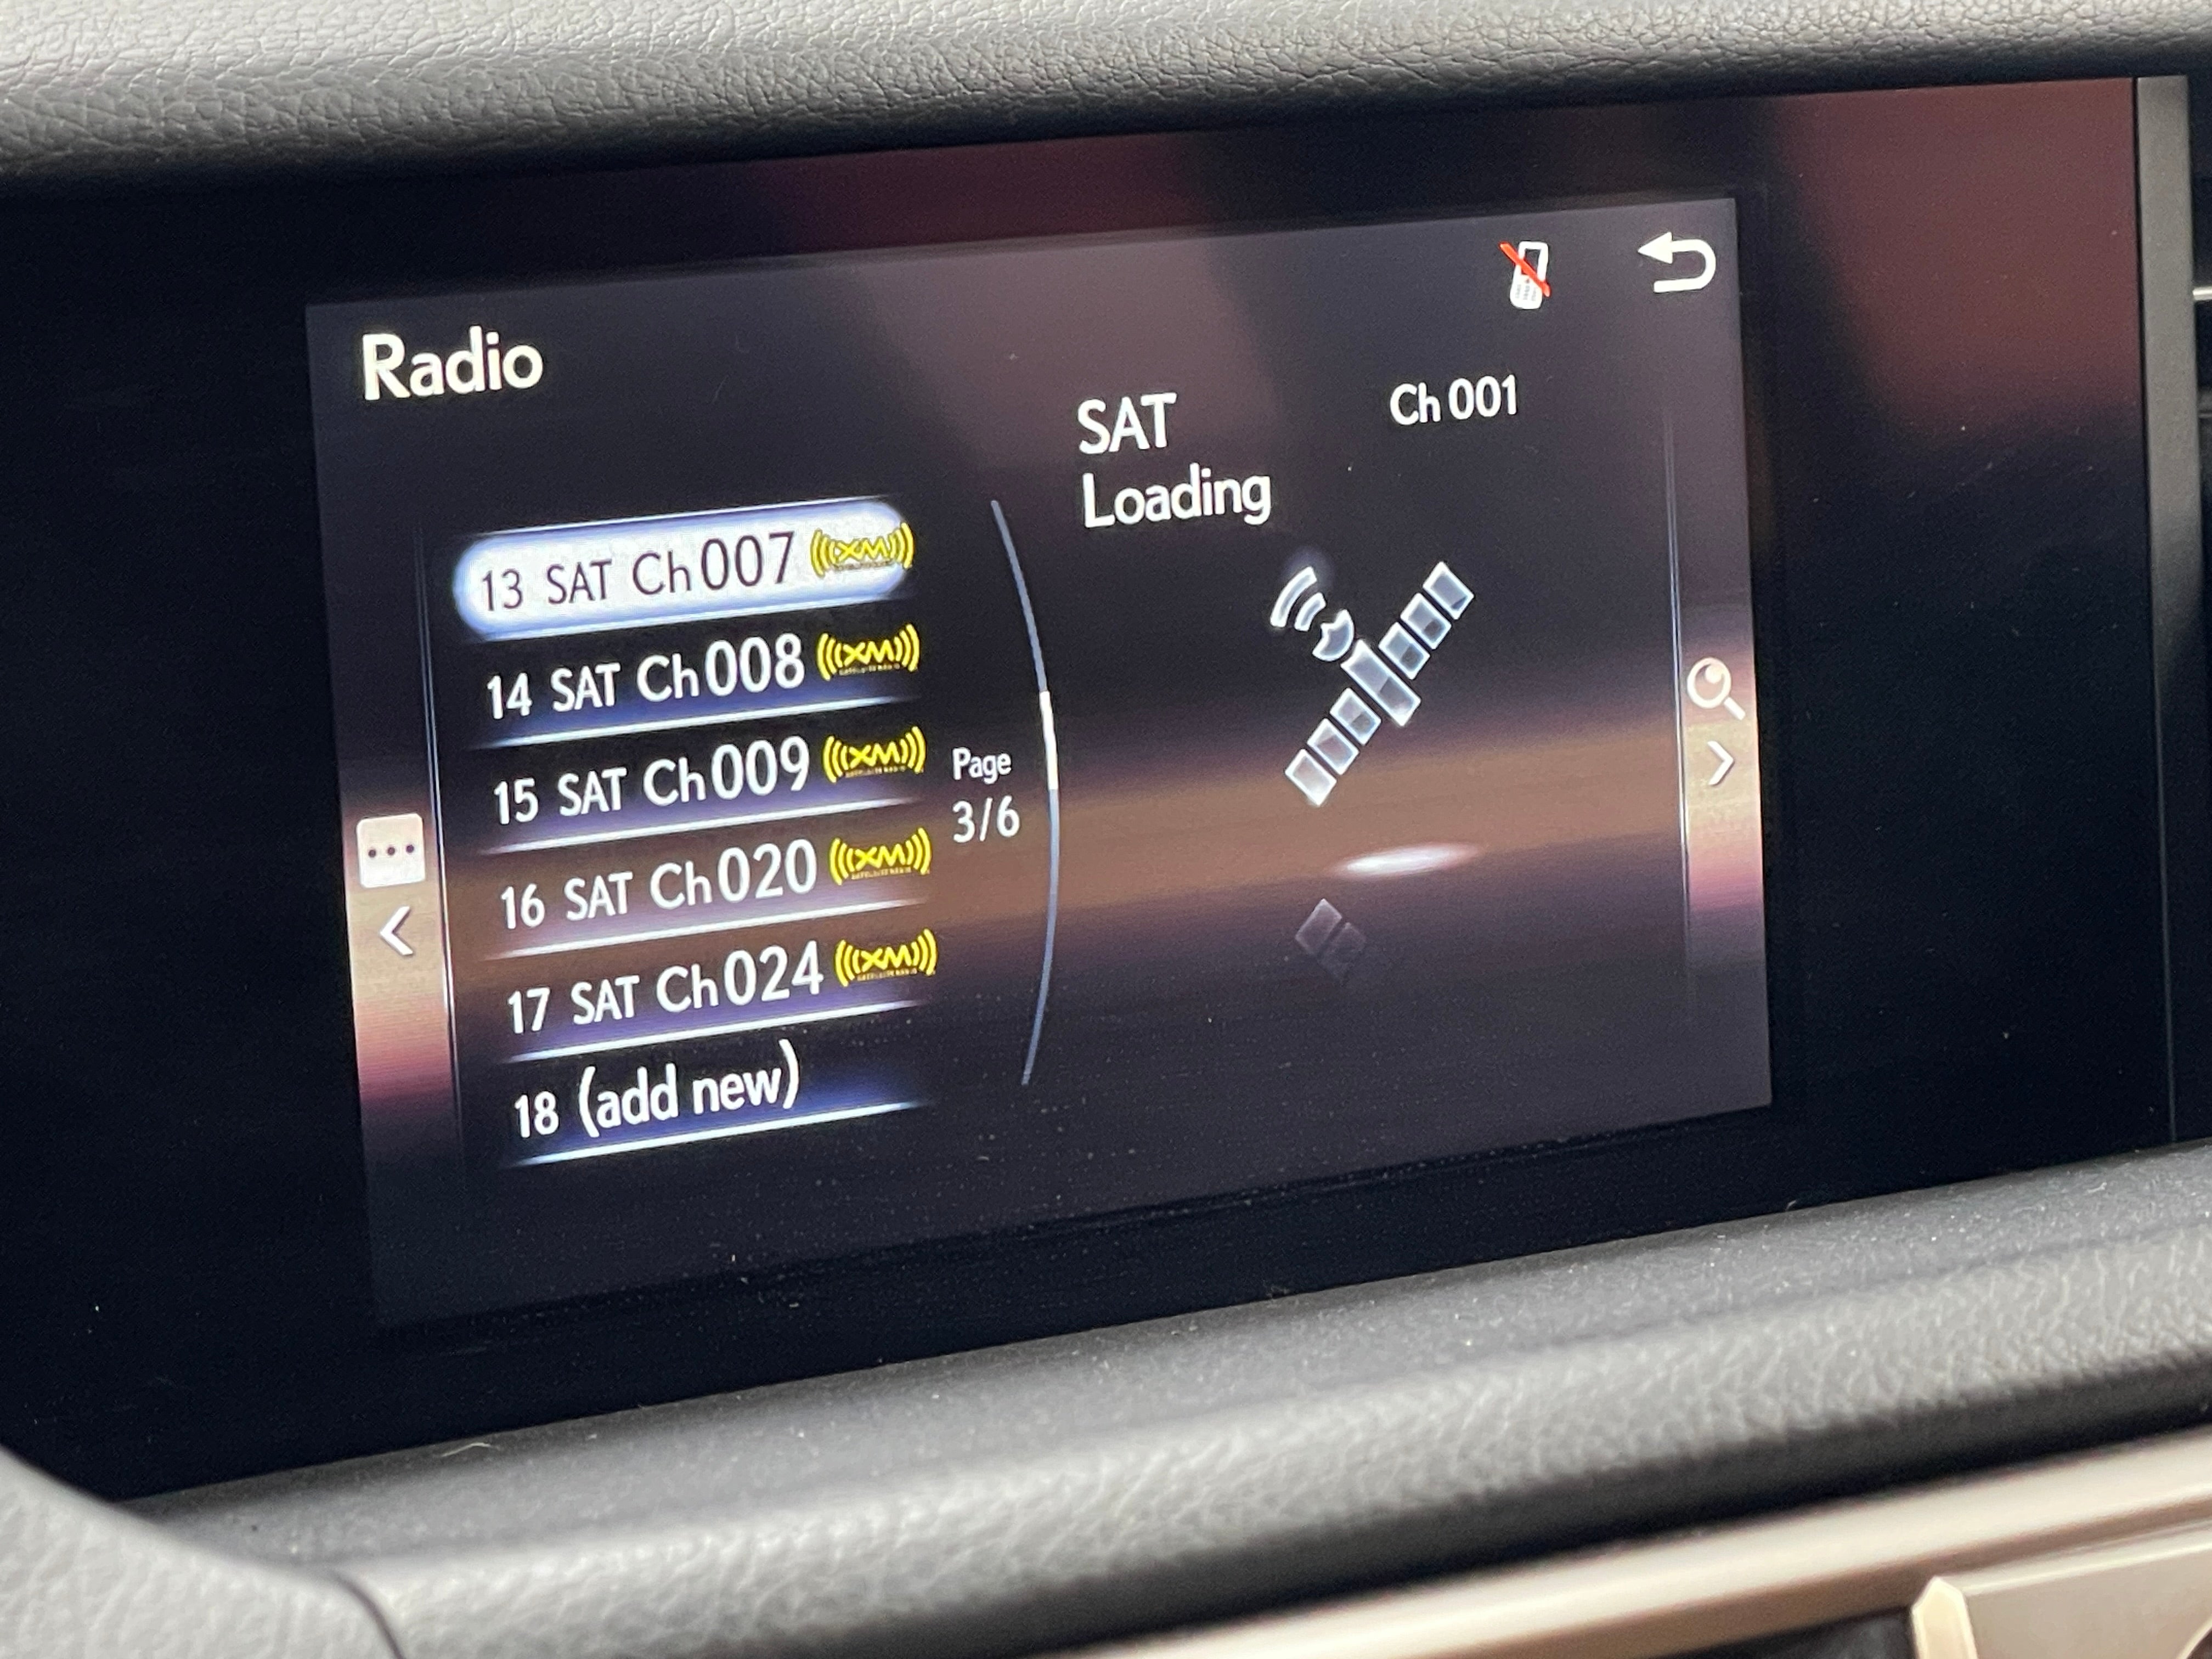 Radio
SAT
Ch 001
Loading
13 SAT Ch 007 XM
14 SAT Ch 008 XM
15 SAT Ch 009 XM
16 SAT Ch 020 XM
17 SAT Ch 024 XM
18 (add new)
Page
3/6